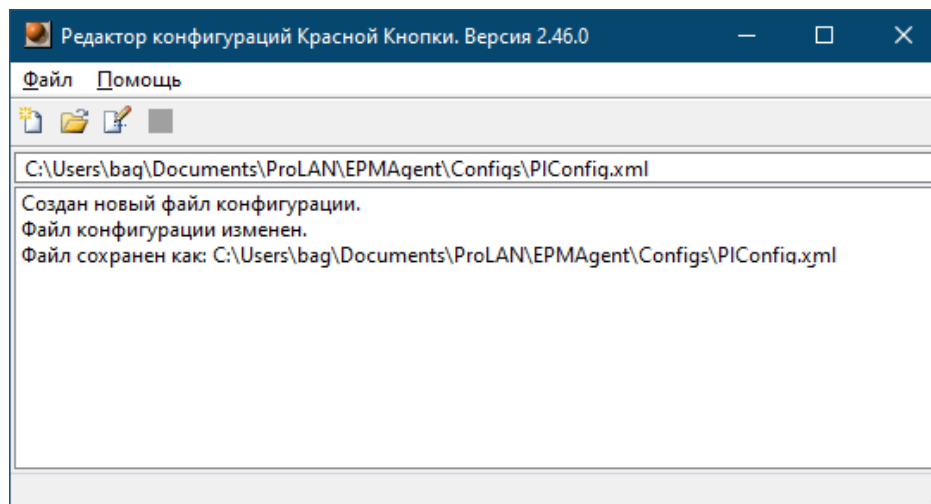 Редактор конфигураций Красной Кнопки. Версия 2.46.0
Файл Помощь
C:\Users\bag\Documents\ProLAN\EPMAgent\Configs\PIConfig.xml
Создан новый файл конфигурации.
Файл конфигурации изменен.
Файл сохранен как: C:\Users\bag\Documents\ProLAN\EPMAgent\Configs\PIConfig.xml